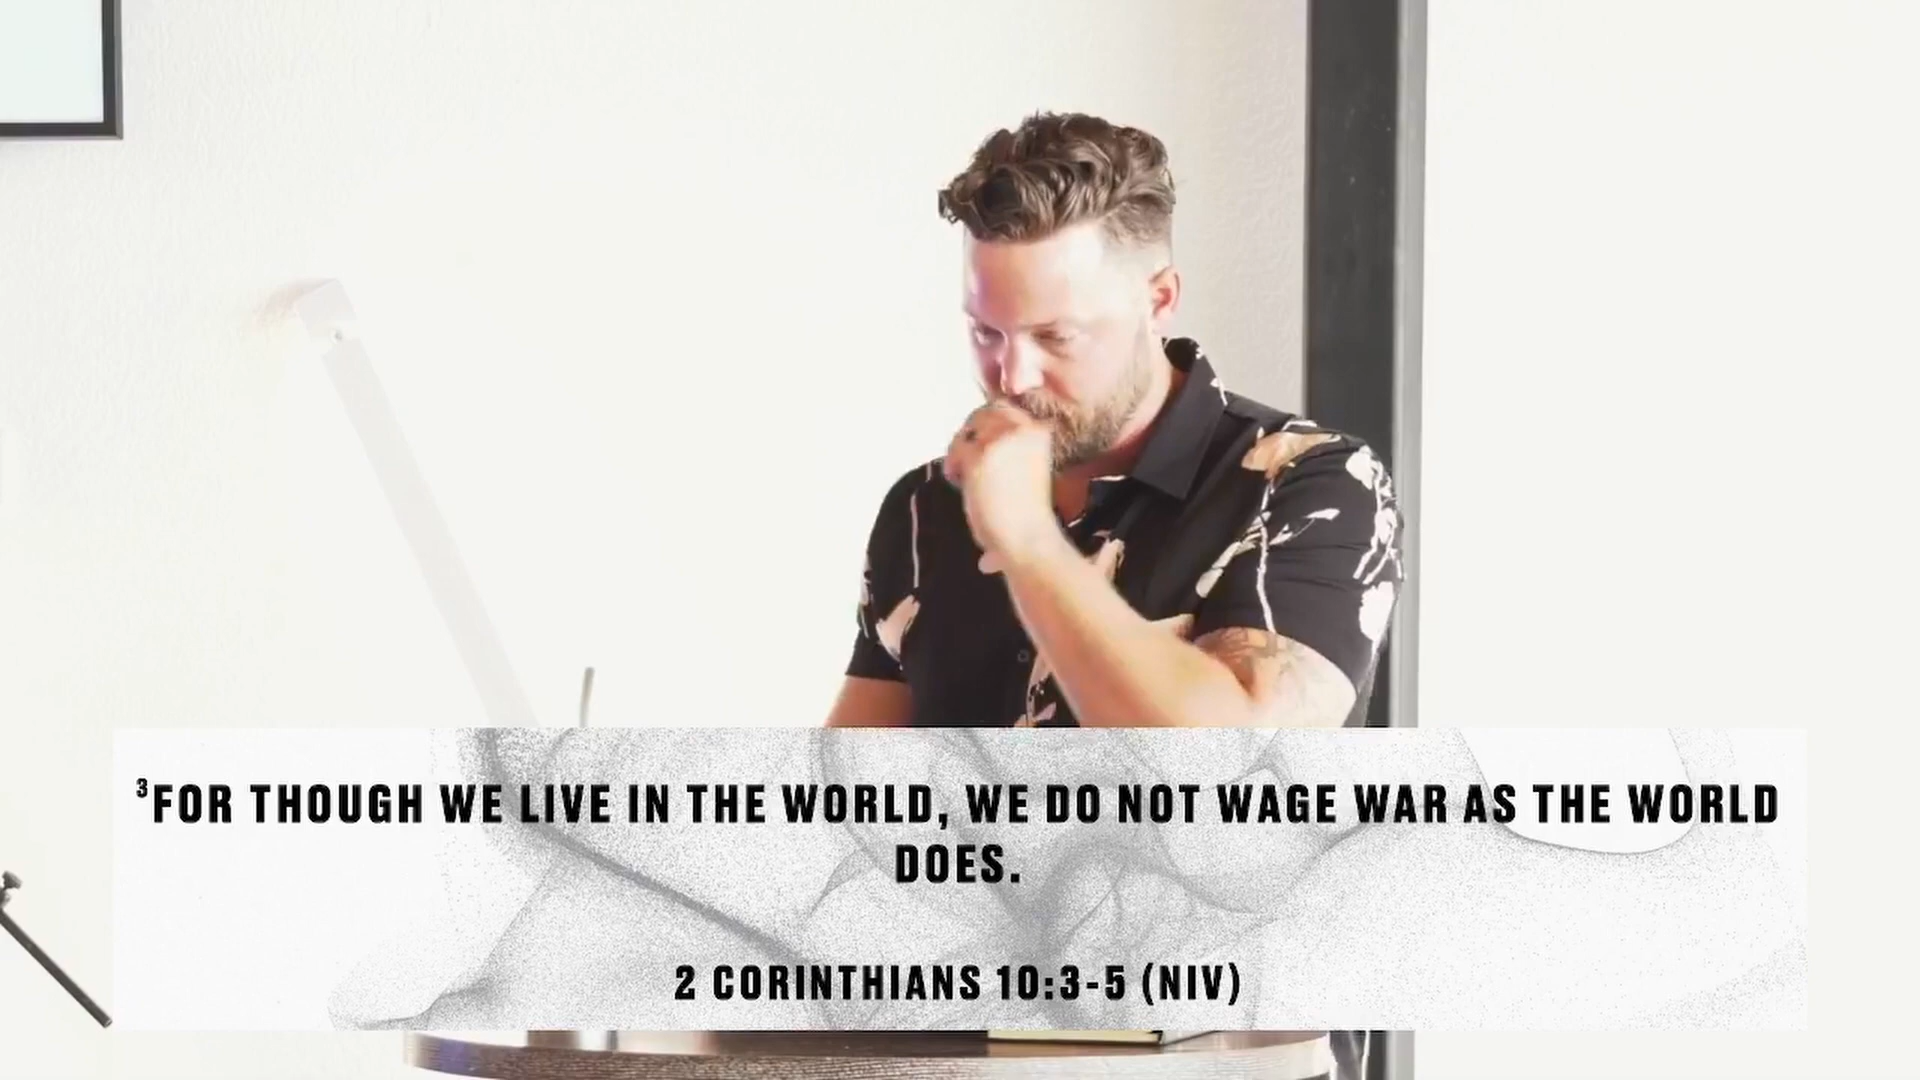 ³FOR THOUGH WE LIVE IN THE WORLD, WE DO NOT WAGE WAR AS THE WORLD
DOES.
2 CORINTHIANS 10:3-5 (NIV)